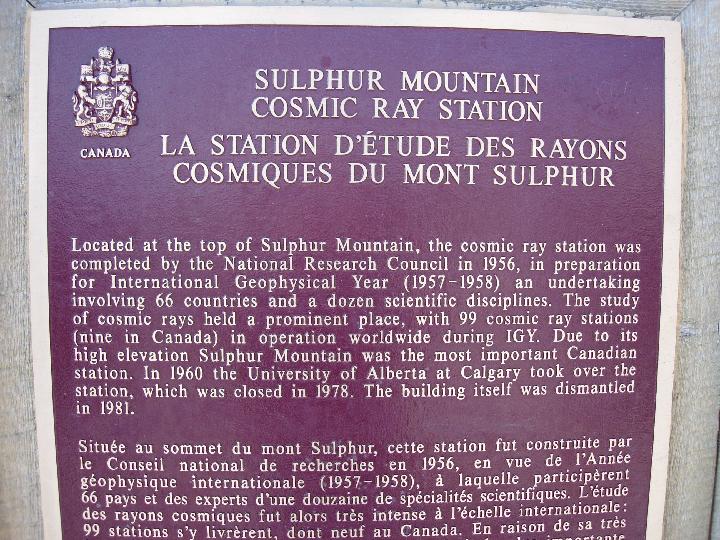 SULPHUR MOUNTAIN
COSMIC RAY STATION
LA STATION D'ÉTUDE DES RAYONS
COSMIQUES DU MONT SULPHUR
CANADA
Located at the top of Sulphur Mountain, the cosmic ray station was
completed by the National Research Council in 1956, in preparation
for International Geophysical Year (1957-1958) an undertaking
involving 66 countries and a dozen scientific disciplines. The study
of cosmic rays held a prominent place, with 99 cosmic ray stations
(nine in Canada) in operation worldwide during IGY. Due to its
high elevation Sulphur Mountain was the most important Canadian
station. In 1960 the University of Alberta at Calgary took over the
station, which was closed in 1978. The building itself was dismantled
in 1981.
Située au sommet du mont Sulphur, cette station fut construite par
le Conseil national de recherches en 1956, en vue de l'Année
géophysique internationale (1957-1958), à laquelle participèrent
66 pays et des experts d'une douzaine de spécialités scientifiques. L'étude
des rayons cosmiques fut alors très intense à l'échelle internationale:
99 stations s'y livrèrent, dont neuf au Canada. En raison de sa très
importante